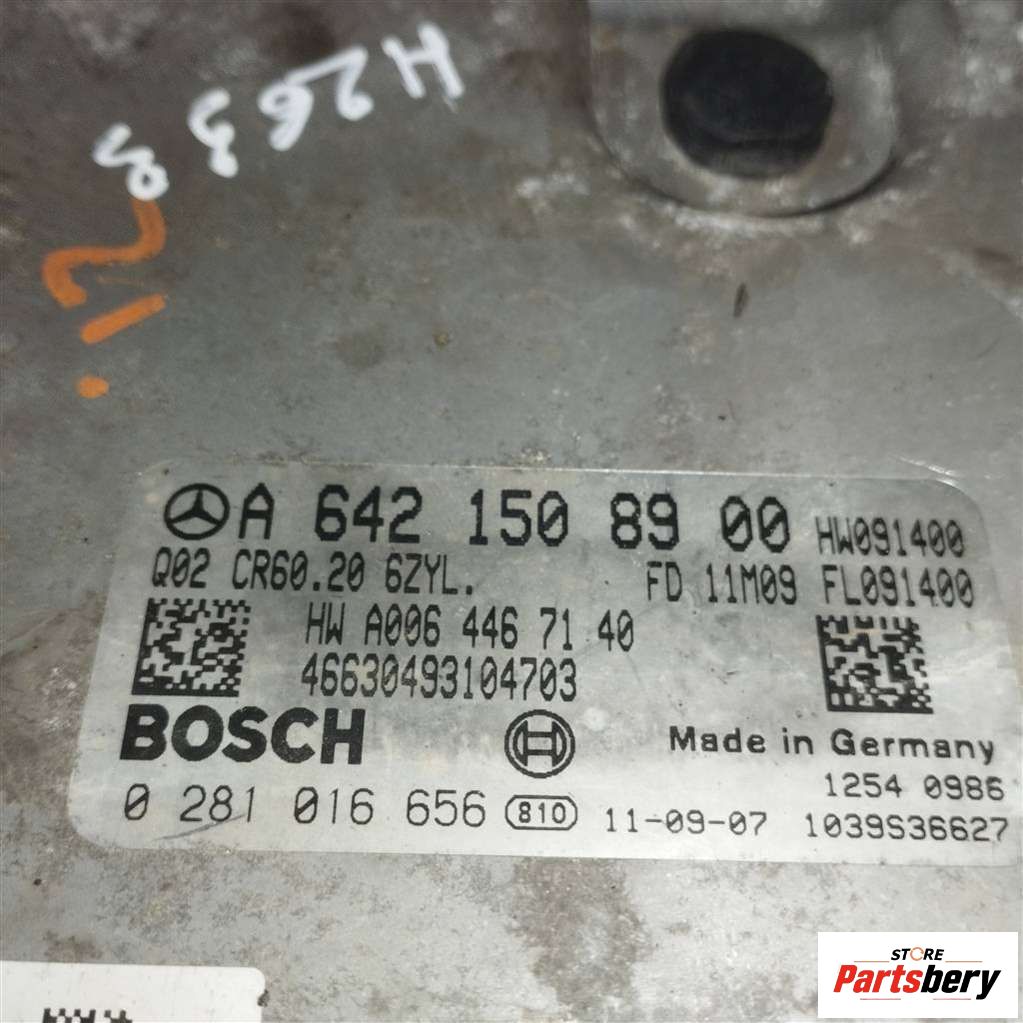 H2633
A 642 150 89 00 HW091400
Q02 CR60.20 6ZYL. FD 11M09 FL091400
HW A006 446 71 40
46630493104703
BOSCH
Made in Germany
1254 0986
0 281 016 656 810 11-09-07 1039S36627
STORE
Partsbery